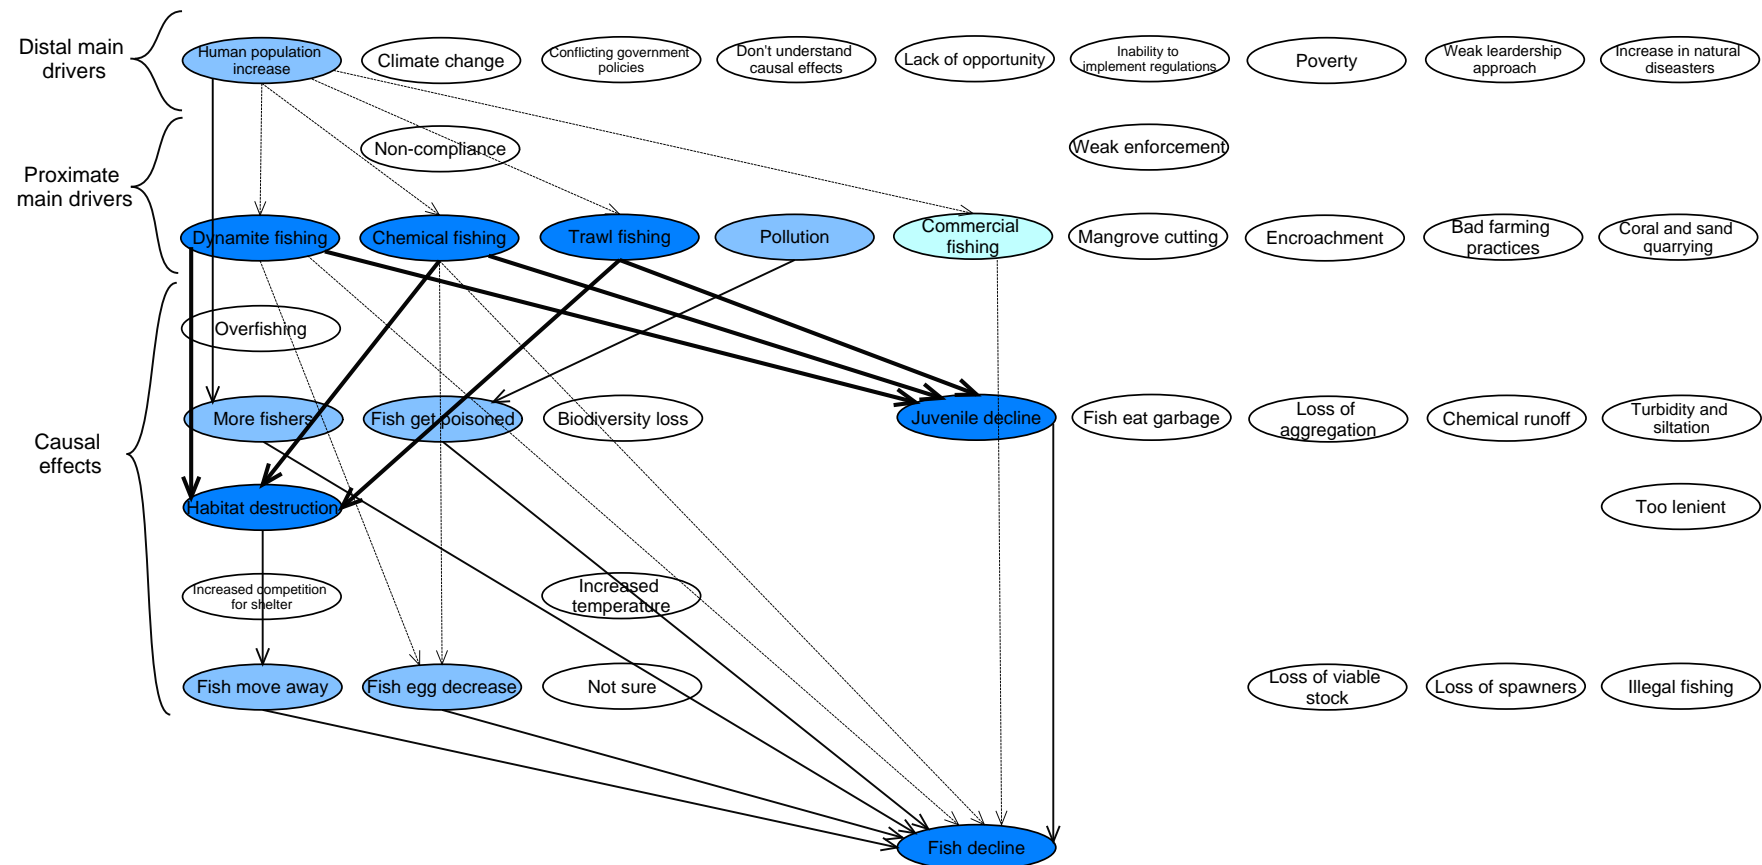 Distal main
drivers
Human population
increase
Climate change
Conflicting government
policies
Don't understand
causal effects
Lack of opportunity
Inability to
implement regulations
Poverty
Weak leardership
approach
Increase in natural
diseasters
Proximate
main drivers
Non-compliance
Weak enforcement
Dynamite fishing
Chemical fishing
Trawl fishing
Pollution
Commercial
fishing
Mangrove cutting
Encroachment
Bad farming
practices
Coral and sand
quarrying
Causal
effects
Overfishing
More fishers
Fish get poisoned
Biodiversity loss
Juvenile decline
Fish eat garbage
Loss of
aggregation
Chemical runoff
Turbidity and
siltation
Habitat destruction
Too lenient
Increased competition
for shelter
Increased
temperature
Fish move away
Fish egg decrease
Not sure
Loss of viable
stock
Loss of spawners
Illegal fishing
Fish decline